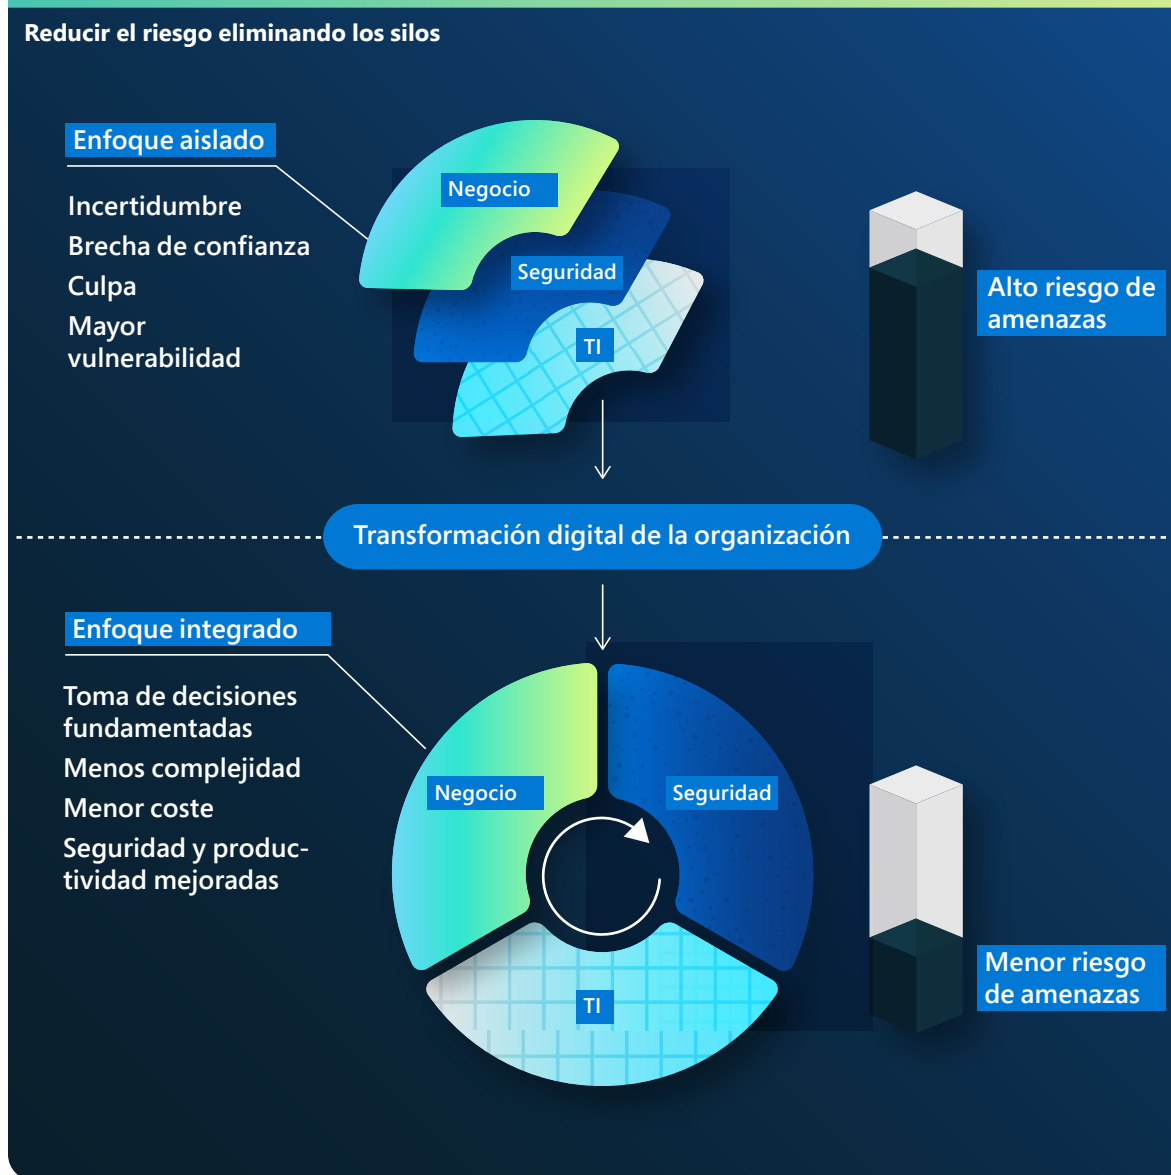 Reducir el riesgo eliminando los silos
Enfoque aislado
Incertidumbre
Brecha de confianza
Culpa
Mayor
vulnerabilidad
Negocio
Seguridad
TI
Alto riesgo de
amenazas
Transformación digital de la organización
Enfoque integrado
Toma de decisiones
fundamentadas
Menos complejidad
Menor coste
Seguridad y produc-
tividad mejoradas
Negocio
Seguridad
TI
Menor riesgo
de amenazas